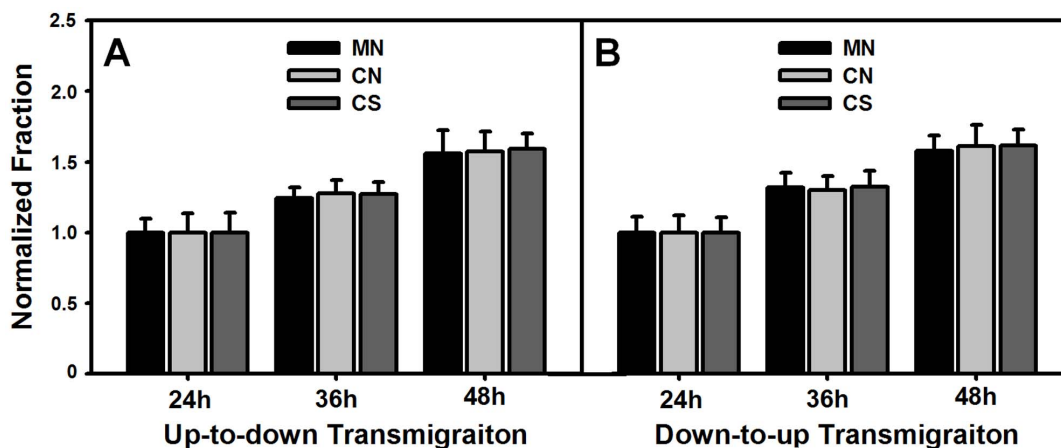 Normalized Fraction
2.5
2.0
1.5
1.0
0.5
0
A
MN
CN
CS
24h
36h
48h
Up-to-down Transmigraiton
B
MN
CN
CS
24h
36h
48h
Down-to-up Transmigraiton